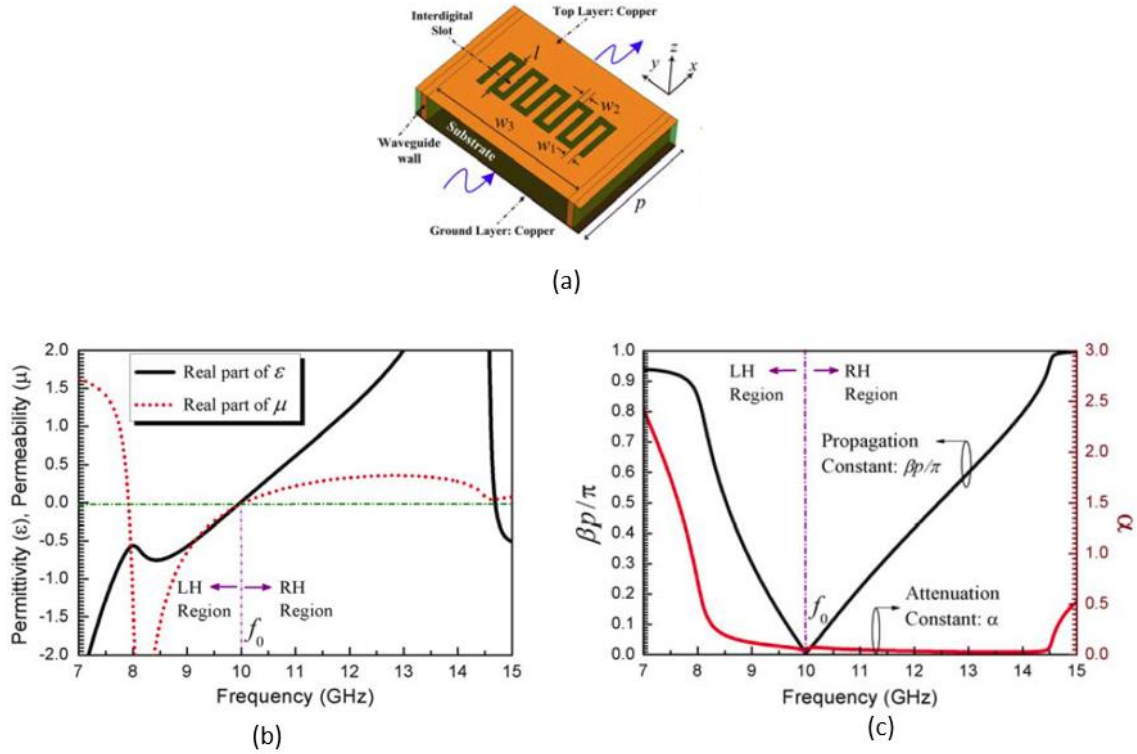 Interdigital
Slot
Top Layer: Copper
l
z
y
x
w2
w3
w1
Waveguide
wall
Substrate
p
Ground Layer: Copper
(a)
Permittivity (ε), Permeability (μ)
2.0
1.5
1.0
0.5
0.0
-0.5
-1.0
-1.5
-2.0
Real part of ε
Real part of μ
LH
Region
RH
Region
f0
7 8 9 10 11 12 13 14 15
Frequency (GHz)
(b)
βp/π
1.0
0.9
0.8
0.7
0.6
0.5
0.4
0.3
0.2
0.1
0.0
LH
Region
RH
Region
Propagation
Constant: βp/π
f0
Attenuation
Constant: α
3.0
2.5
2.0
1.5
1.0
0.5
0.0
α
7 8 9 10 11 12 13 14 15
Frequency (GHz)
(c)